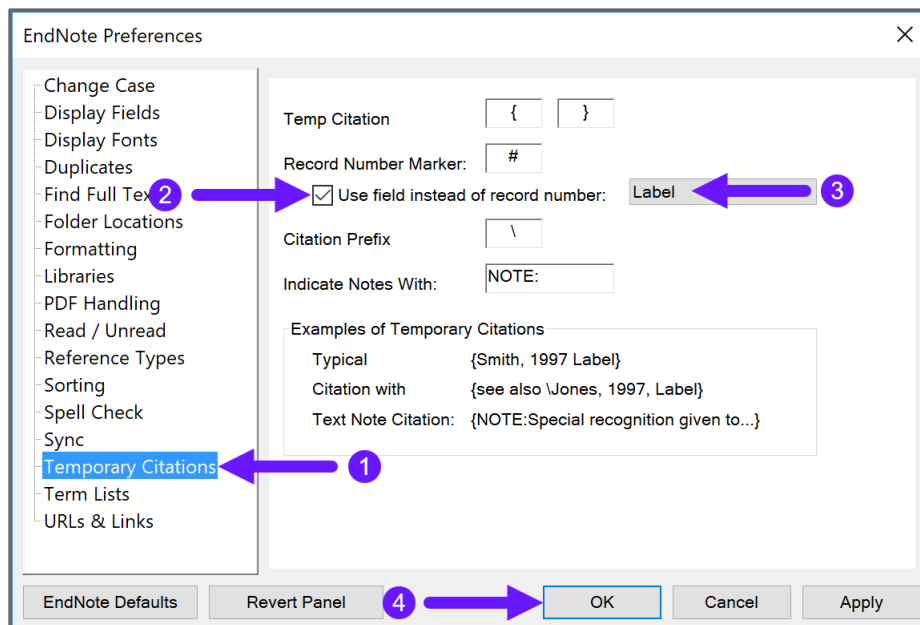 EndNote Preferences
Change Case
Display Fields
Display Fonts
Duplicates
Find Full Tex
Folder Locations
Formatting
Libraries
PDF Handling
Read / Unread
Reference Types
Sorting
Spell Check
Sync
Temporary Citations
Term Lists
URLs & Links
1
2
Temp Citation { }
Record Number Marker: #
Use field instead of record number: Label
3
Citation Prefix \
Indicate Notes With: NOTE:
Examples of Temporary Citations
Typical {Smith, 1997 Label}
Citation with {see also \Jones, 1997, Label}
Text Note Citation: {NOTE:Special recognition given to...}
EndNote Defaults
Revert Panel
4
OK
Cancel
Apply